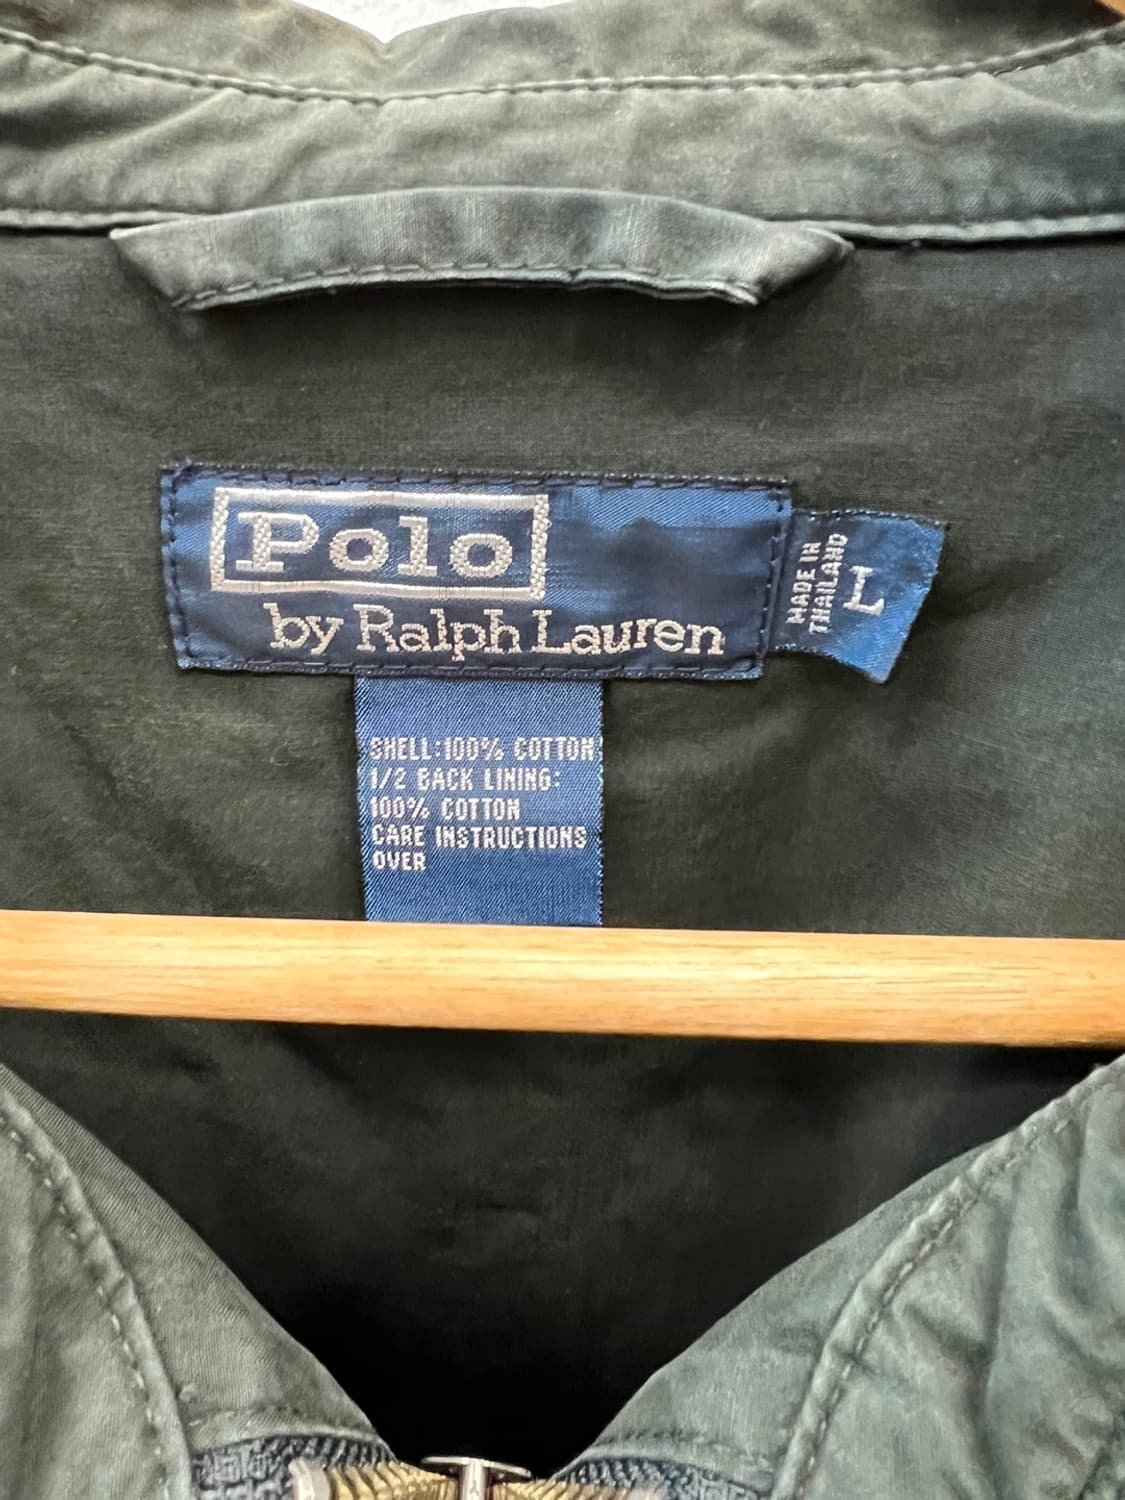 Polo
by Ralph Lauren
MADE IN
THAILAND
L
SHELL:100% COTTON
1/2 BACK LINING:
100% COTTON
CARE INSTRUCTIONS
OVER